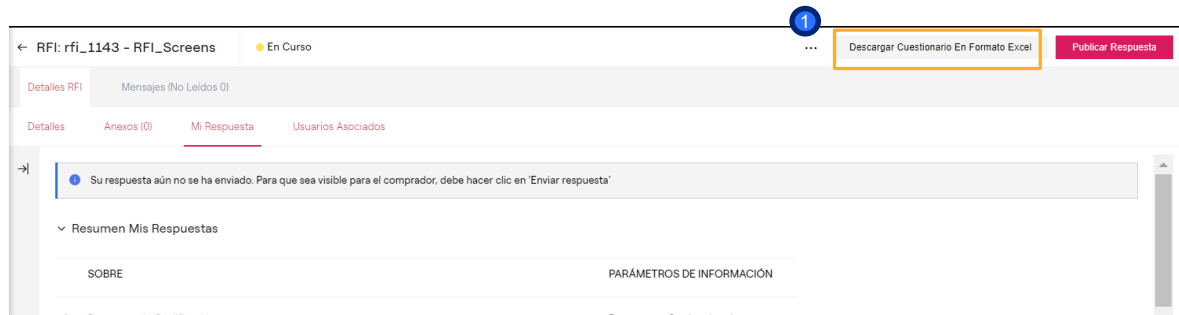 1
← RFI: rfi_1143 - RFI_Screens En Curso ... Descargar Cuestionario En Formato Excel Publicar Respuesta
Detalles RFI Mensajes (No Leídos 0)
Detalles Anexos (0) Mi Respuesta Usuarios Asociados
Su respuesta aún no se ha enviado. Para que sea visible para el comprador, debe hacer clic en 'Enviar respuesta'
Resumen Mis Respuestas
SOBRE PARÁMETROS DE INFORMACIÓN